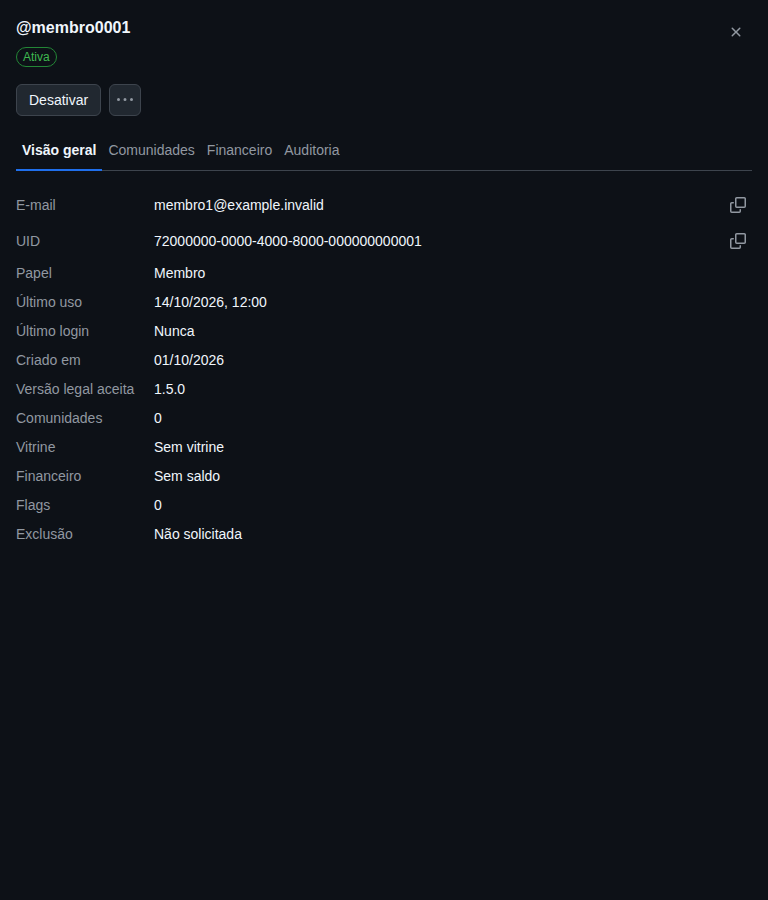 @membro0001
Ativa
Desativar
Visão geral Comunidades Financeiro Auditoria
E-mail membro1@example.invalid
UID 72000000-0000-4000-8000-000000000001
Papel Membro
Último uso 14/10/2026, 12:00
Último login Nunca
Criado em 01/10/2026
Versão legal aceita 1.5.0
Comunidades 0
Vitrine Sem vitrine
Financeiro Sem saldo
Flags 0
Exclusão Não solicitada